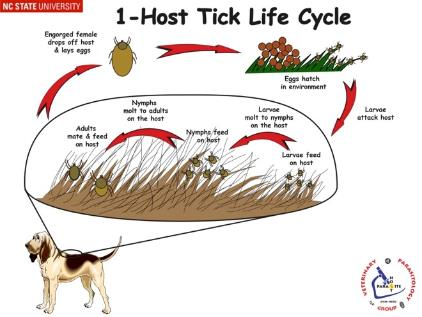 NC STATE UNIVERSITY
1-Host Tick Life Cycle
Engorged female
drops off host
& lays eggs
Eggs hatch
in environment
Larvae
attack host
Nymphs
molt to adults
on the host
Larvae
molt to nymphs
on the host
Adults
mate & feed
on host
Nymphs feed
on host
Larvae feed
on host
VETERINARY
PARASITOLOGY
GROUP
HOST
PARASITE